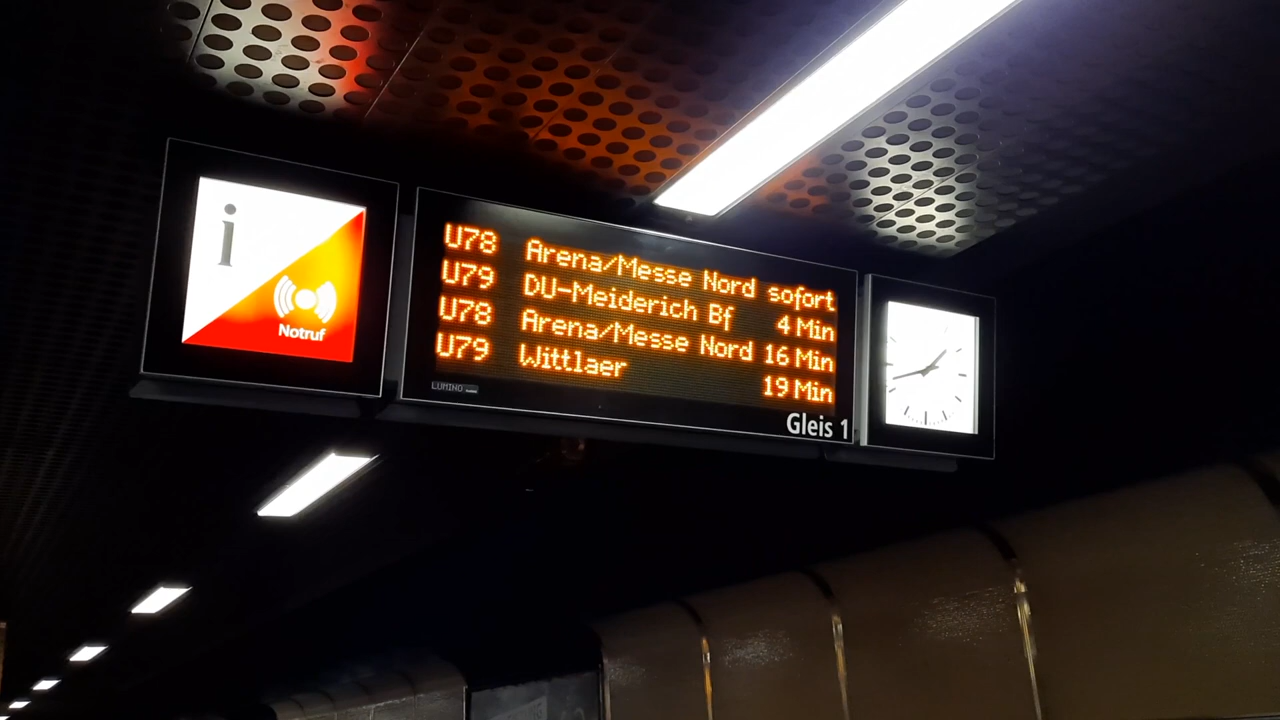 i
Notruf
U78 Arena/Messe Nord sofort
U79 DU-Meiderich Bf 4 Min
U78 Arena/Messe Nord 16 Min
U79 Wittlaer 19 Min
LUMINO
Gleis 1